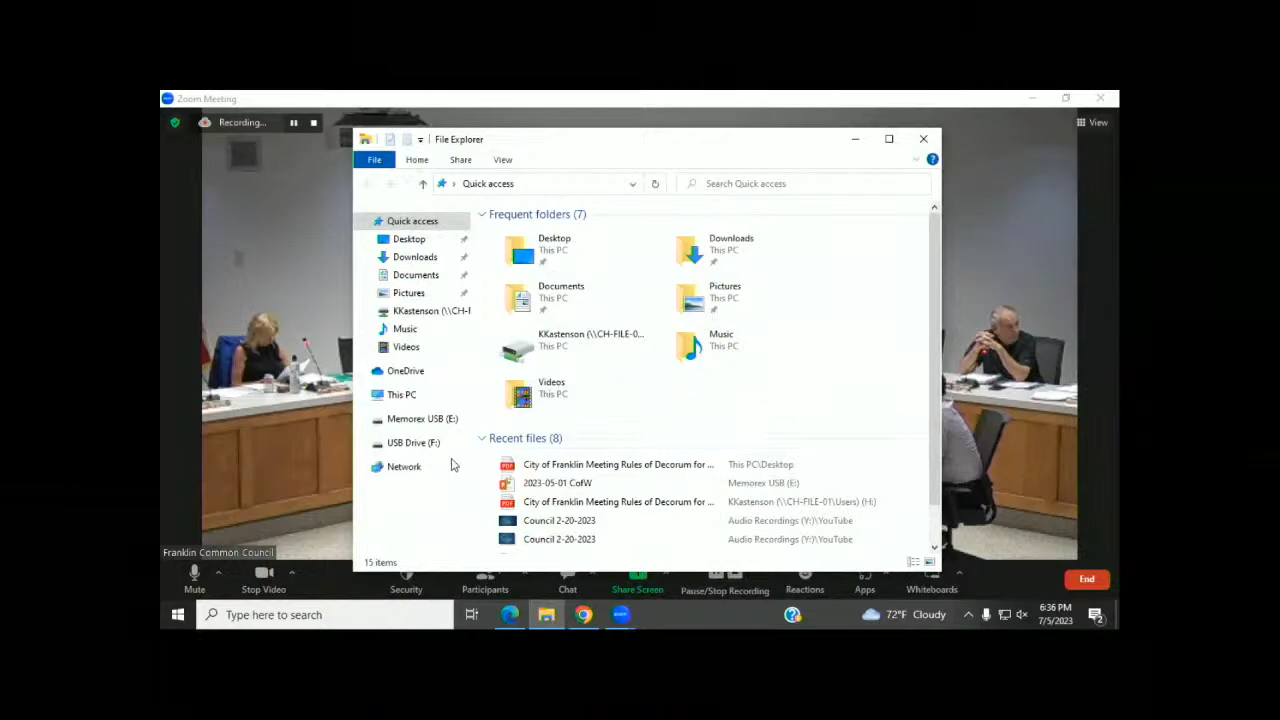 Zoom Meeting
Recording...
View
File Explorer
File
Home
Share
View
Quick access
Search Quick access
Quick access
Desktop
Downloads
Documents
Pictures
KKastenson (\\CH-F
Music
Videos
OneDrive
This PC
Memorex USB (E:)
USB Drive (F:)
Network
Frequent folders (7)
Desktop
This PC
Downloads
This PC
Documents
This PC
Pictures
This PC
KKastenson (\\CH-FILE-0...
This PC
Music
This PC
Videos
This PC
Recent files (8)
City of Franklin Meeting Rules of Decorum for ...
This PC\Desktop
2023-05-01 CofW
Memorex USB (E:)
City of Franklin Meeting Rules of Decorum for ...
KKastenson (\\CH-FILE-01\Users) (H:)
Council 2-20-2023
Audio Recordings (Y:)\YouTube
Council 2-20-2023
Audio Recordings (Y:)\YouTube
15 items
Franklin Common Council
Mute
Stop Video
Security
Participants
Chat
Share Screen
Pause/Stop Recording
Reactions
Apps
Whiteboards
End
Type here to search
72°F Cloudy
6:36 PM
7/5/2023
2